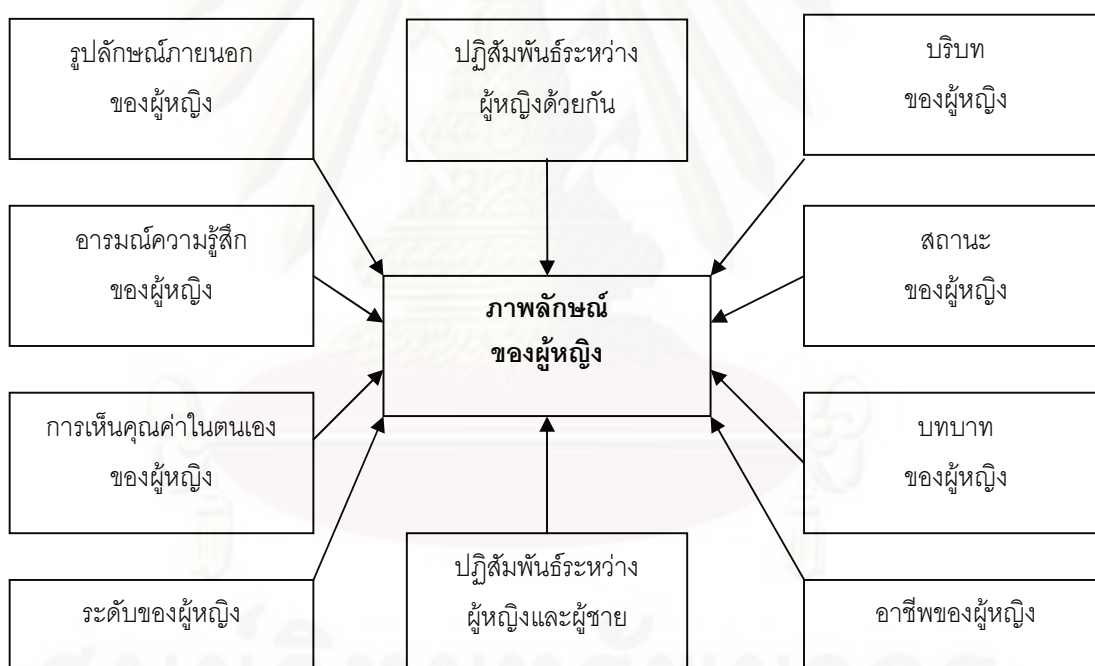 รูปลักษณ์ภายนอก
ของผู้หญิง
ปฏิสัมพันธ์ระหว่าง
ผู้หญิงด้วยกัน
บริบท
ของผู้หญิง
อารมณ์ความรู้สึก
ของผู้หญิง
ภาพลักษณ์
ของผู้หญิง
สถานะ
ของผู้หญิง
การเห็นคุณค่าในตนเอง
ของผู้หญิง
บทบาท
ของผู้หญิง
ระดับของผู้หญิง
ปฏิสัมพันธ์ระหว่าง
ผู้หญิงและผู้ชาย
อาชีพของผู้หญิง